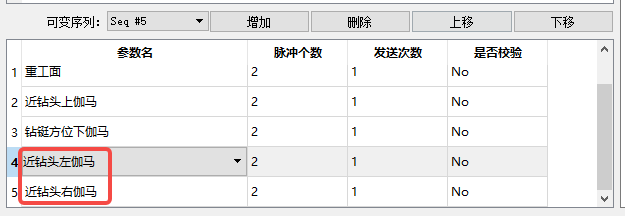 可变序列： Seq #5 增加 删除 上移 下移
参数名 脉冲个数 发送次数 是否校验
1 重工面 2 1 No
2 近钻头上伽马 2 1 No
3 钻铤方位下伽马 2 1 No
4 近钻头左伽马 2 1 No
5 近钻头右伽马 2 1 No